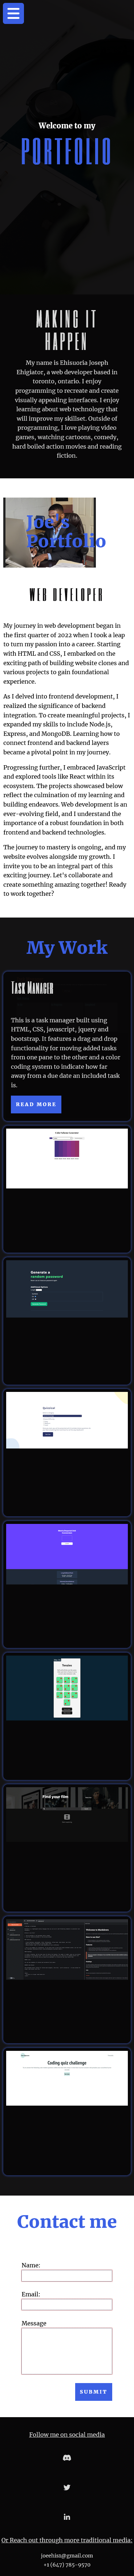 Welcome to my
PORTFOLIO
MAKING IT
HAPPEN
My name is Ehisuoria Joseph
Ehigiator, a web developer based in
toronto, ontario. I enjoy
programming to recreate and create
visually appealing interfaces. I enjoy
learning about web technology that
will improve my skillset. Outside of
programming, I love playing video
games, watching cartoons, comedy,
hard boiled action movies and reading
fiction.
Joe's
Portfolio
WEB DEVELOPER
My journey in web development began in
the first quarter of 2022 when I took a leap
to pursue my passion into a career. Starting
with HTML and CSS, I embarked on the
exciting path of building website clones and
various projects to gain foundational
experience.
As I delved into frontend development, I
realized the significance of backend
integration. To create meaningful projects, I
expanded my skills to include Node.js,
Express, and MongoDB. Learning how to
connect frontend and backend systems
became a pivotal point in my journey.
Progressing further, I embraced JavaScript
and explored tools like React within its
ecosystem. The projects showcased below
reflect the culmination of my learning and
building endeavors. Web development is an
ever-evolving field, and I understand the
importance of a robust foundation in both
frontend and backend technologies.
The journey to mastery is ongoing, and my
website evolves alongside my growth. I
invite you to be an integral part of this
exciting journey. Let's collaborate and
create something amazing together! Ready
to work together?
My Work
Task Manager
This is a task manager built using
HTML, CSS, javascript, jquery and
bootstrap. It features a drag and drop
functionality for moving added tasks
from one place to the other and a color
coding system to indicate how far
away from a due date an included task
is.
READ MORE
Generate a
random password
Find your Film
Coding quiz challenge
Contact me
Name:
Email:
Message
SUBMIT
Follow me on social media
Or Reach out through more traditional media:
joeehis1@gmail.com
+1 (647) 785-9570